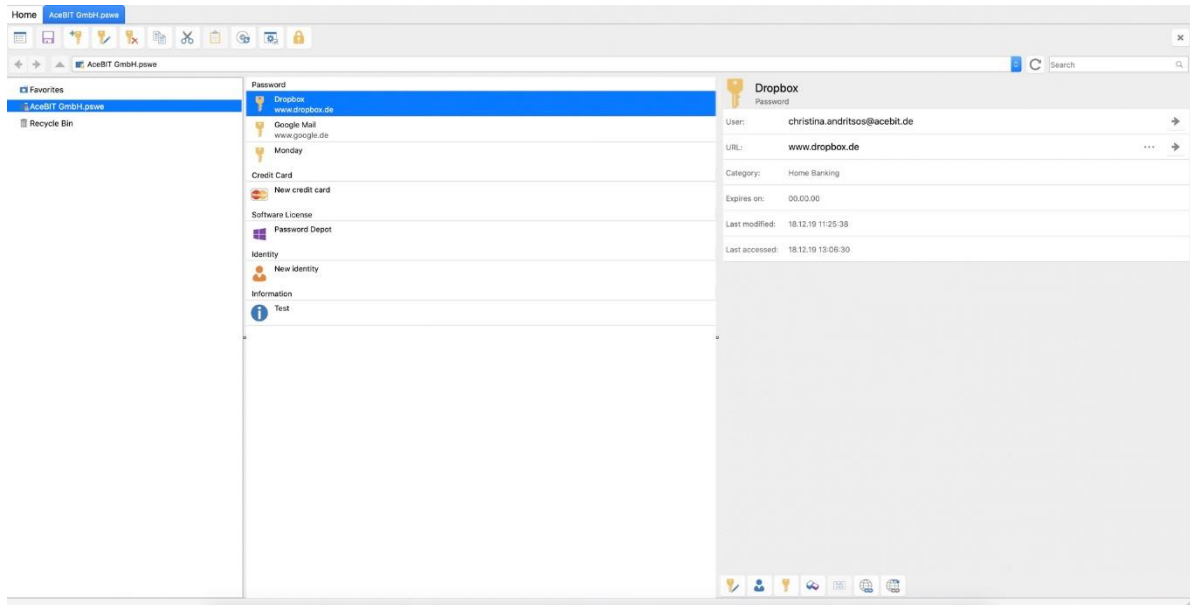 Home AceBIT GmbH.pswe
AceBIT GmbH.pswe Search
Favorites
AceBIT GmbH.pswe
Recycle Bin
Password
Dropbox
www.dropbox.de
Google Mail
www.google.de
Monday
Credit Card
New credit card
Software License
Password Depot
Identity
New identity
Information
Test
Dropbox
Password
User: christina.andritsos@acebit.de
URL: www.dropbox.de ...
Category: Home Banking
Expires on: 00.00.00
Last modified: 18.12.19 11:25:38
Last accessed: 18.12.19 13:06:30